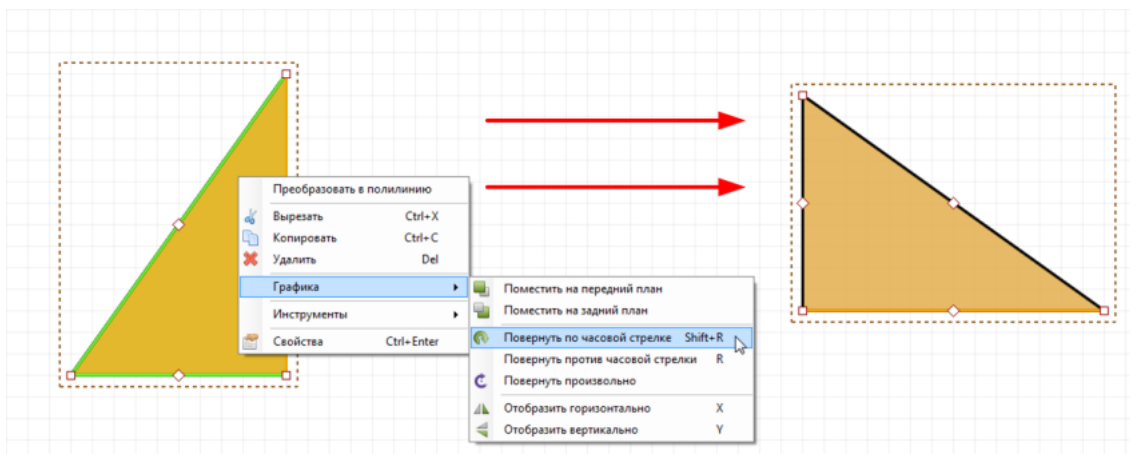 Преобразовать в полилинию
Вырезать Ctrl+X
Копировать Ctrl+C
Удалить Del
Графика
Инструменты
Свойства Ctrl+Enter
Поместить на передний план
Поместить на задний план
Повернуть по часовой стрелке Shift+R
Повернуть против часовой стрелки R
Повернуть произвольно
Отобразить горизонтально X
Отобразить вертикально Y